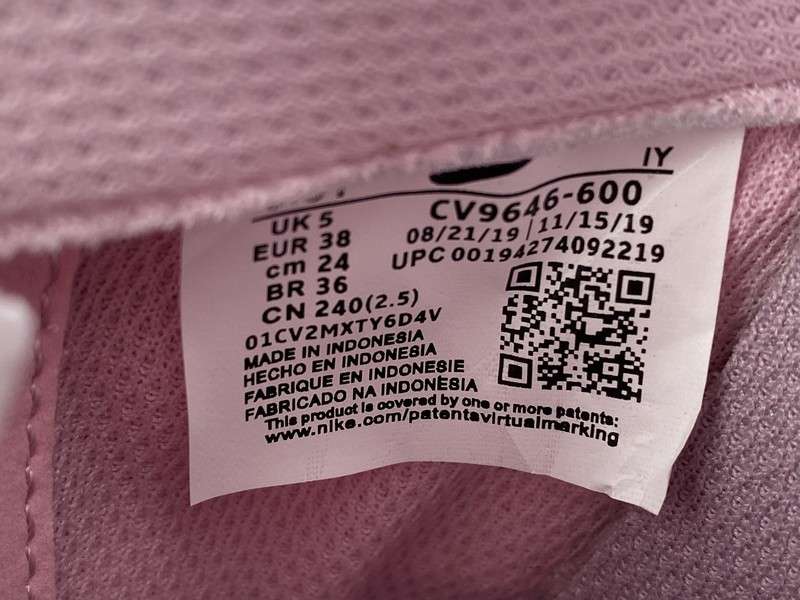 IY
UK 5
EUR 38
cm 24
BR 36
CN 240(2.5)
CV9646-600
08/21/19 | 11/15/19
UPC 00194274092219
01CV2MXTY6D4V
MADE IN INDONESIA
HECHO EN INDONESIA
FABRIQUE EN INDONESIE
FABRICADO NA INDONÉSIA
This product is covered by one or more patents:
www.nike.com/patentsvirtualmarking